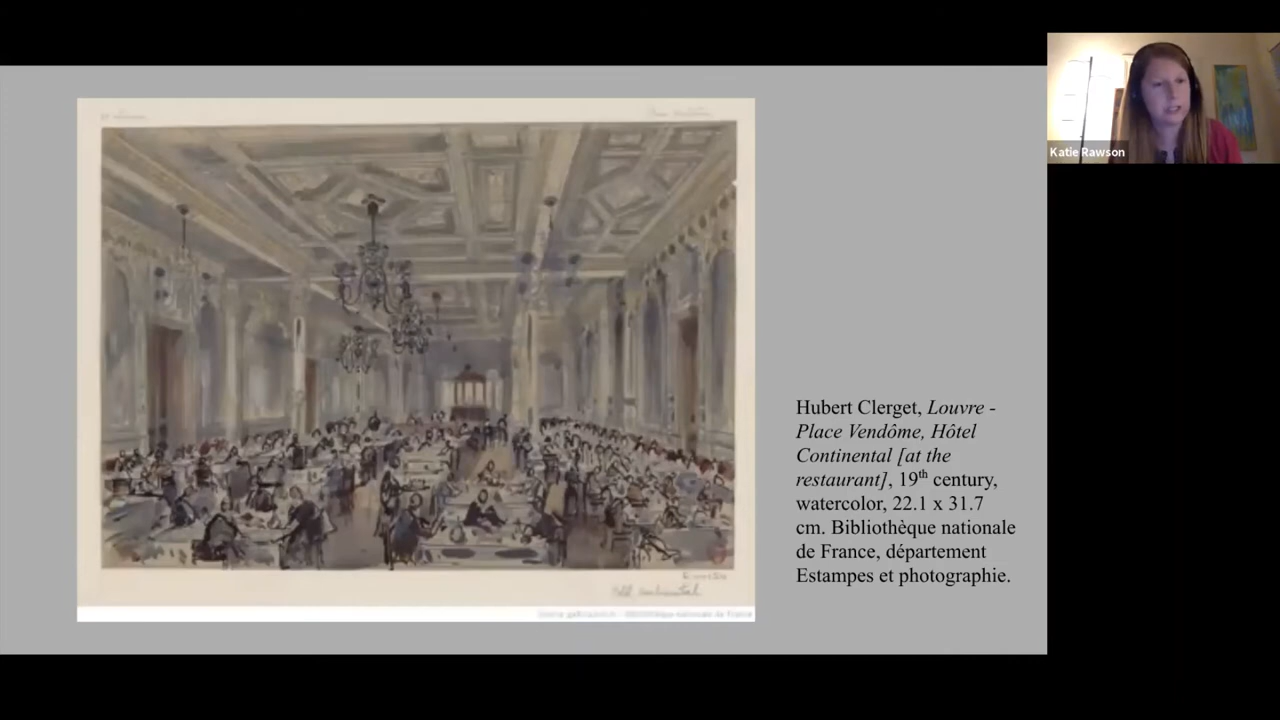 Katie Rawson
Hubert Clerget, Louvre -
Place Vendôme, Hôtel
Continental [at the
restaurant], 19th century,
watercolor, 22.1 x 31.7
cm. Bibliothèque nationale
de France, département
Estampes et photographie.